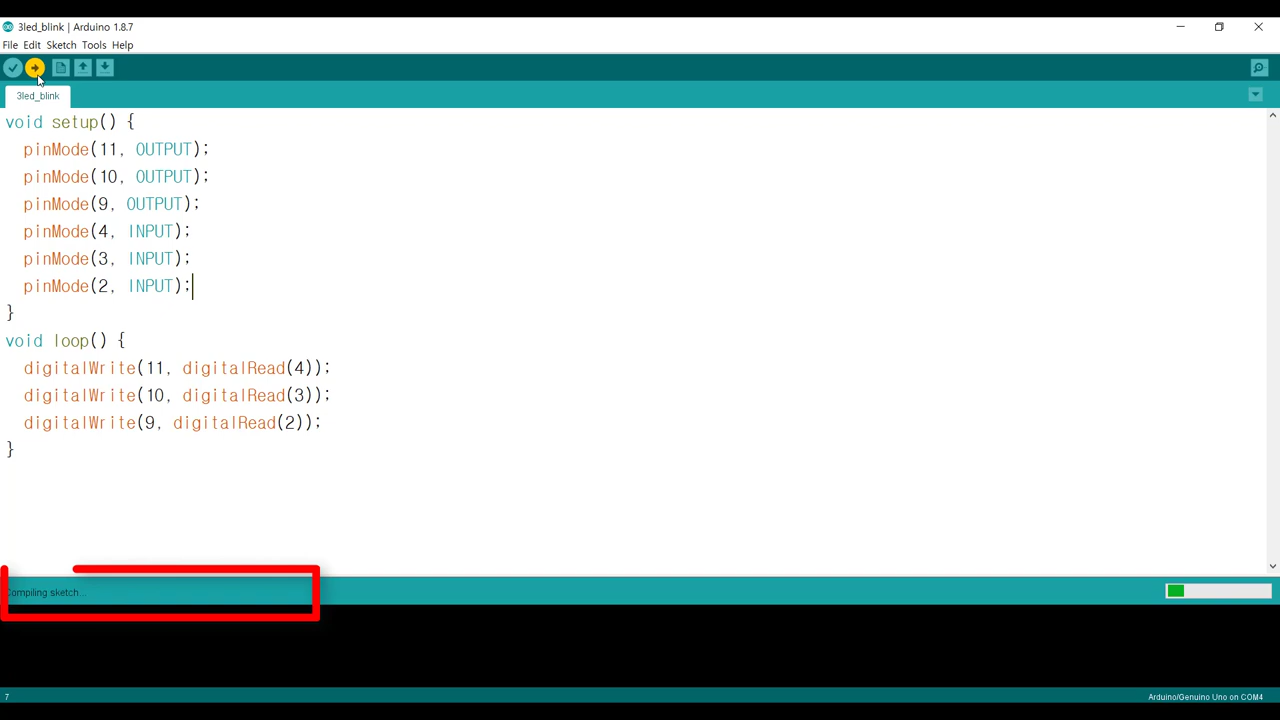 3led_blink | Arduino 1.8.7
File Edit Sketch Tools Help
3led_blink
void setup() {
  pinMode(11, OUTPUT);
  pinMode(10, OUTPUT);
  pinMode(9, OUTPUT);
  pinMode(4, INPUT);
  pinMode(3, INPUT);
  pinMode(2, INPUT);
}
void loop() {
  digitalWrite(11, digitalRead(4));
  digitalWrite(10, digitalRead(3));
  digitalWrite(9, digitalRead(2));
}
Compiling sketch...
7 Arduino/Genuino Uno on COM4